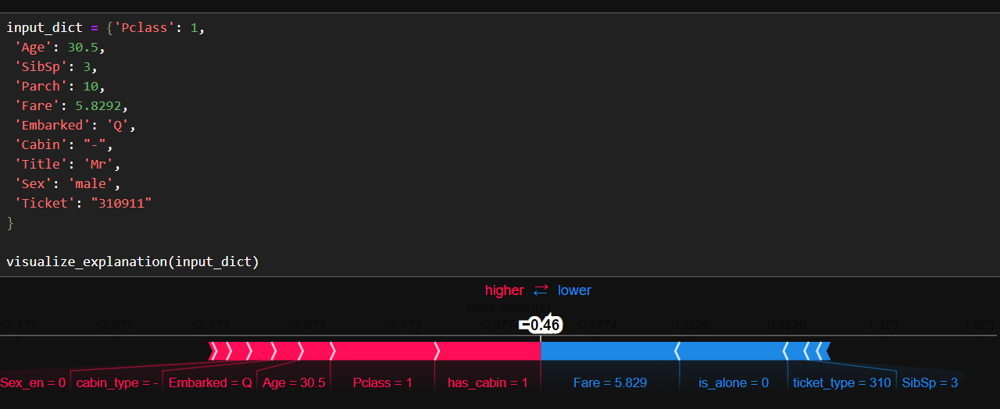 input_dict = {'Pclass': 1,
'Age': 30.5,
'SibSp': 3,
'Parch': 10,
'Fare': 5.8292,
'Embarked': 'Q',
'Cabin': "-",
'Title': 'Mr',
'Sex': 'male',
'Ticket': "310911"
}
visualize_explanation(input_dict)
higher ⇄ lower
base value
−3.177 −2.677 −2.177 −1.677 −1.177 −0.677 −0.46 −0.1774 0.3226 0.8226 1.323 1.823
Sex_en = 0 cabin_type = - Embarked = Q Age = 30.5 Pclass = 1 has_cabin = 1 Fare = 5.829 is_alone = 0 ticket_type = 310 SibSp = 3